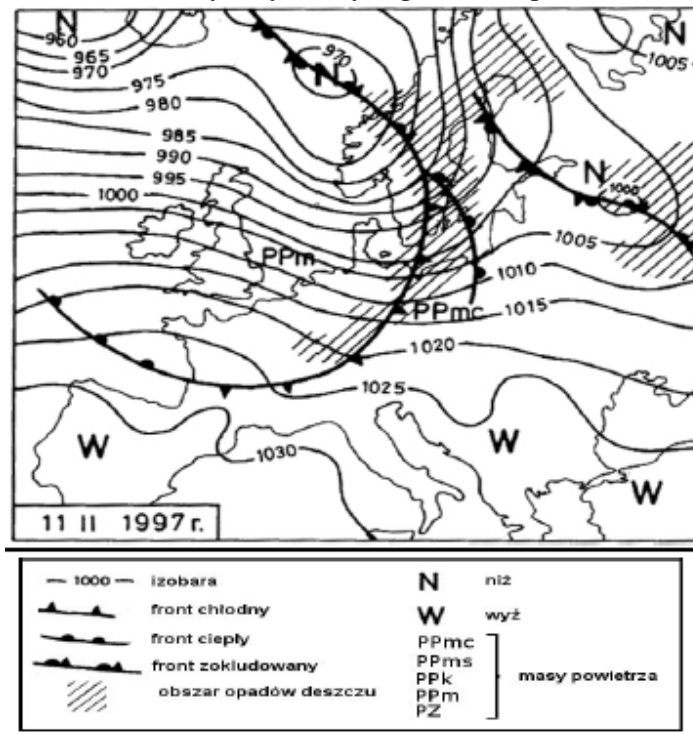 N
960
965
970
975
980
985
990
995
1000
970
N
N
1005
N
1000
1005
1010
1015
1020
1025
1030
PPm
PPmc
W
W
W
11 II 1997 r.
— 1000 — izobara
front chłodny
front ciepły
front zokludowany
obszar opadów deszczu
N niż
W wyż
PPmc
PPms
PPk
PPm
PZ
masy powietrza